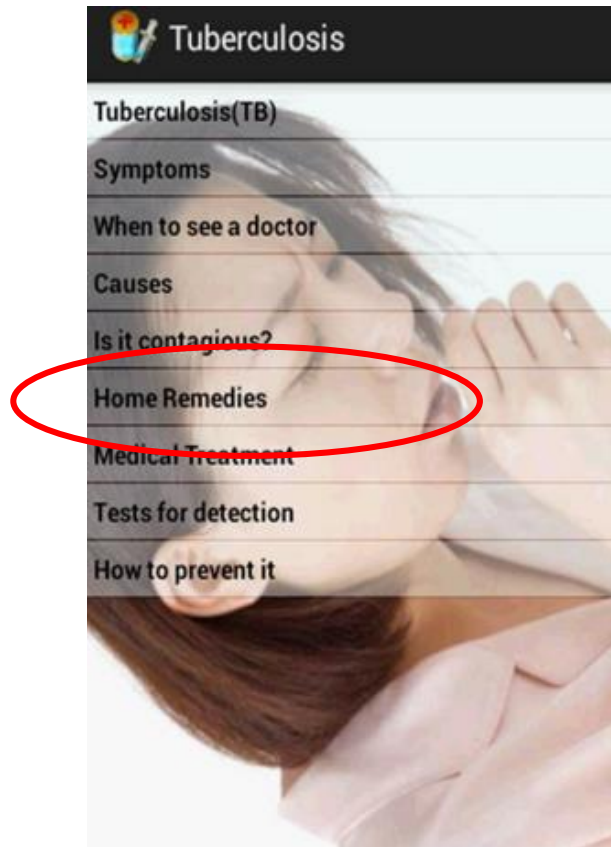 Tuberculosis
Tuberculosis(TB)
Symptoms
When to see a doctor
Causes
Is it contagious?
Home Remedies
Medical Treatment
Tests for detection
How to prevent it